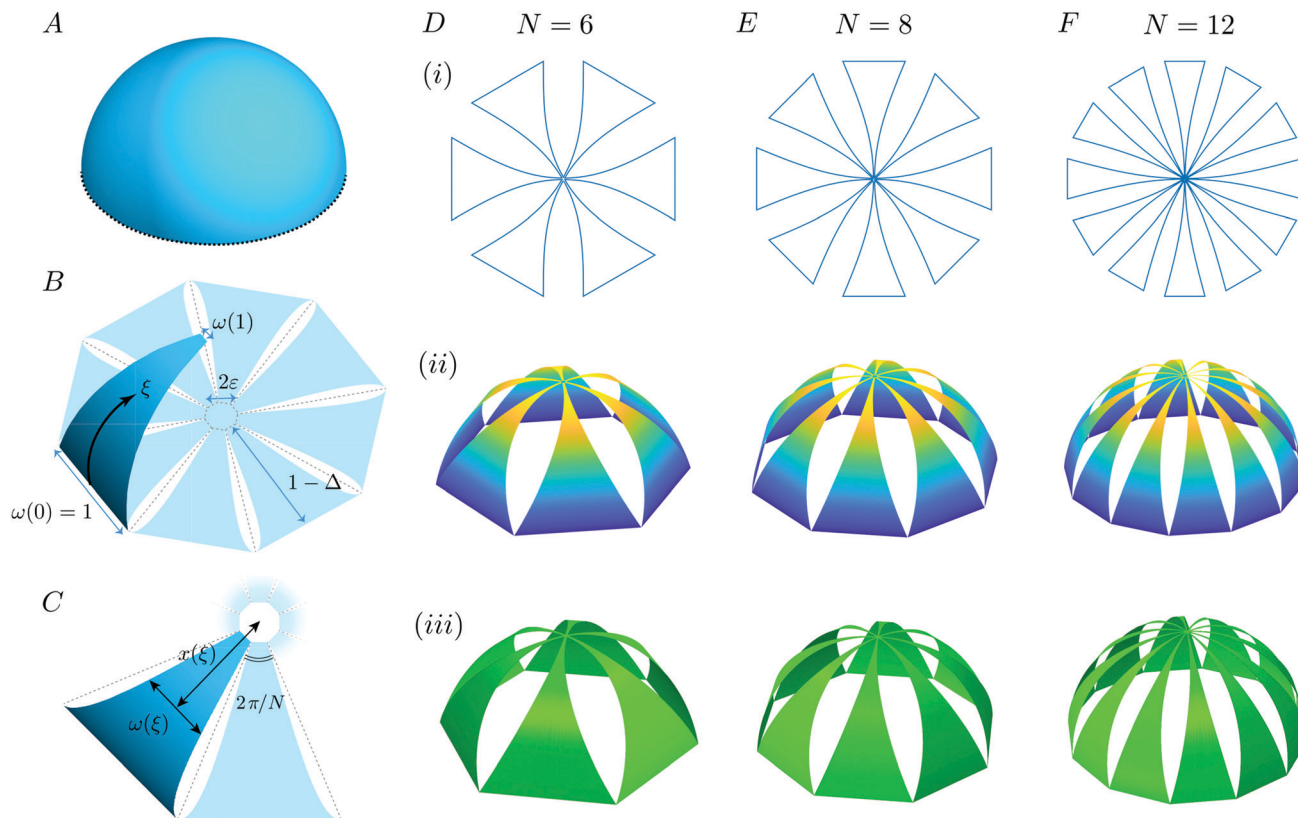 A
D N = 6 E N = 8 F N = 12
(i)
B
ω(1)
2ε
ξ
1 − Δ
ω(0) = 1
(ii)
C
x(ξ)
2π/N
ω(ξ)
(iii)